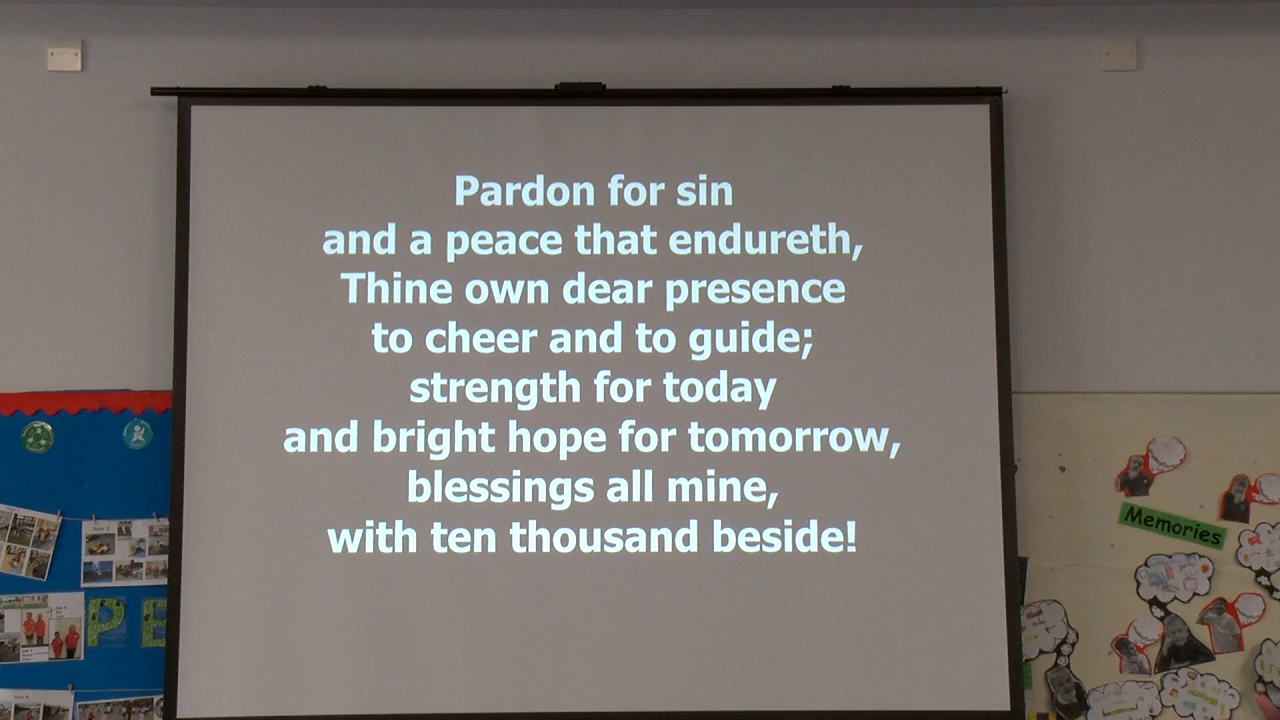 Pardon for sin
and a peace that endureth,
Thine own dear presence
to cheer and to guide;
strength for today
and bright hope for tomorrow,
blessings all mine,
with ten thousand beside!
Memories
PE